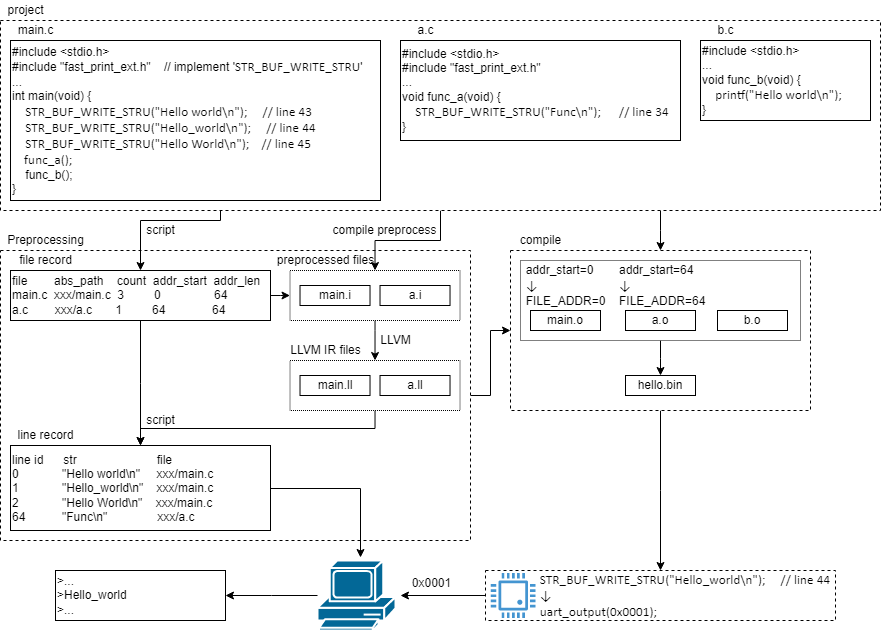 project
main.c
#include <stdio.h>
#include "fast_print_ext.h"    // implement 'STR_BUF_WRITE_STRU'
...
int main(void) {
STR_BUF_WRITE_STRU("Hello world\n");    // line 43
STR_BUF_WRITE_STRU("Hello_world\n");    // line 44
STR_BUF_WRITE_STRU("Hello World\n");    // line 45
func_a();
func_b();
}
a.c
#include <stdio.h>
#include "fast_print_ext.h"
...
void func_a(void) {
STR_BUF_WRITE_STRU("Func\n");    // line 34
}
b.c
#include <stdio.h>
...
void func_b(void) {
printf("Hello world\n");
}
script
compile preprocess
Preprocessing
file record
file abs_path count addr_start addr_len
main.c xxx/main.c 3 0 64
a.c xxx/a.c 1 64 64
preprocessed files
main.i
a.i
LLVM
LLVM IR files
main.ll
a.ll
script
line record
line id str file
0 "Hello world\n" xxx/main.c
1 "Hello_world\n" xxx/main.c
2 "Hello World\n" xxx/main.c
64 "Func\n" xxx/a.c
compile
addr_start=0
↓
FILE_ADDR=0
main.o
addr_start=64
↓
FILE_ADDR=64
a.o
b.o
hello.bin
>...
>Hello_world
>...
0x0001
STR_BUF_WRITE_STRU("Hello_world\n");    // line 44
↓
uart_output(0x0001);